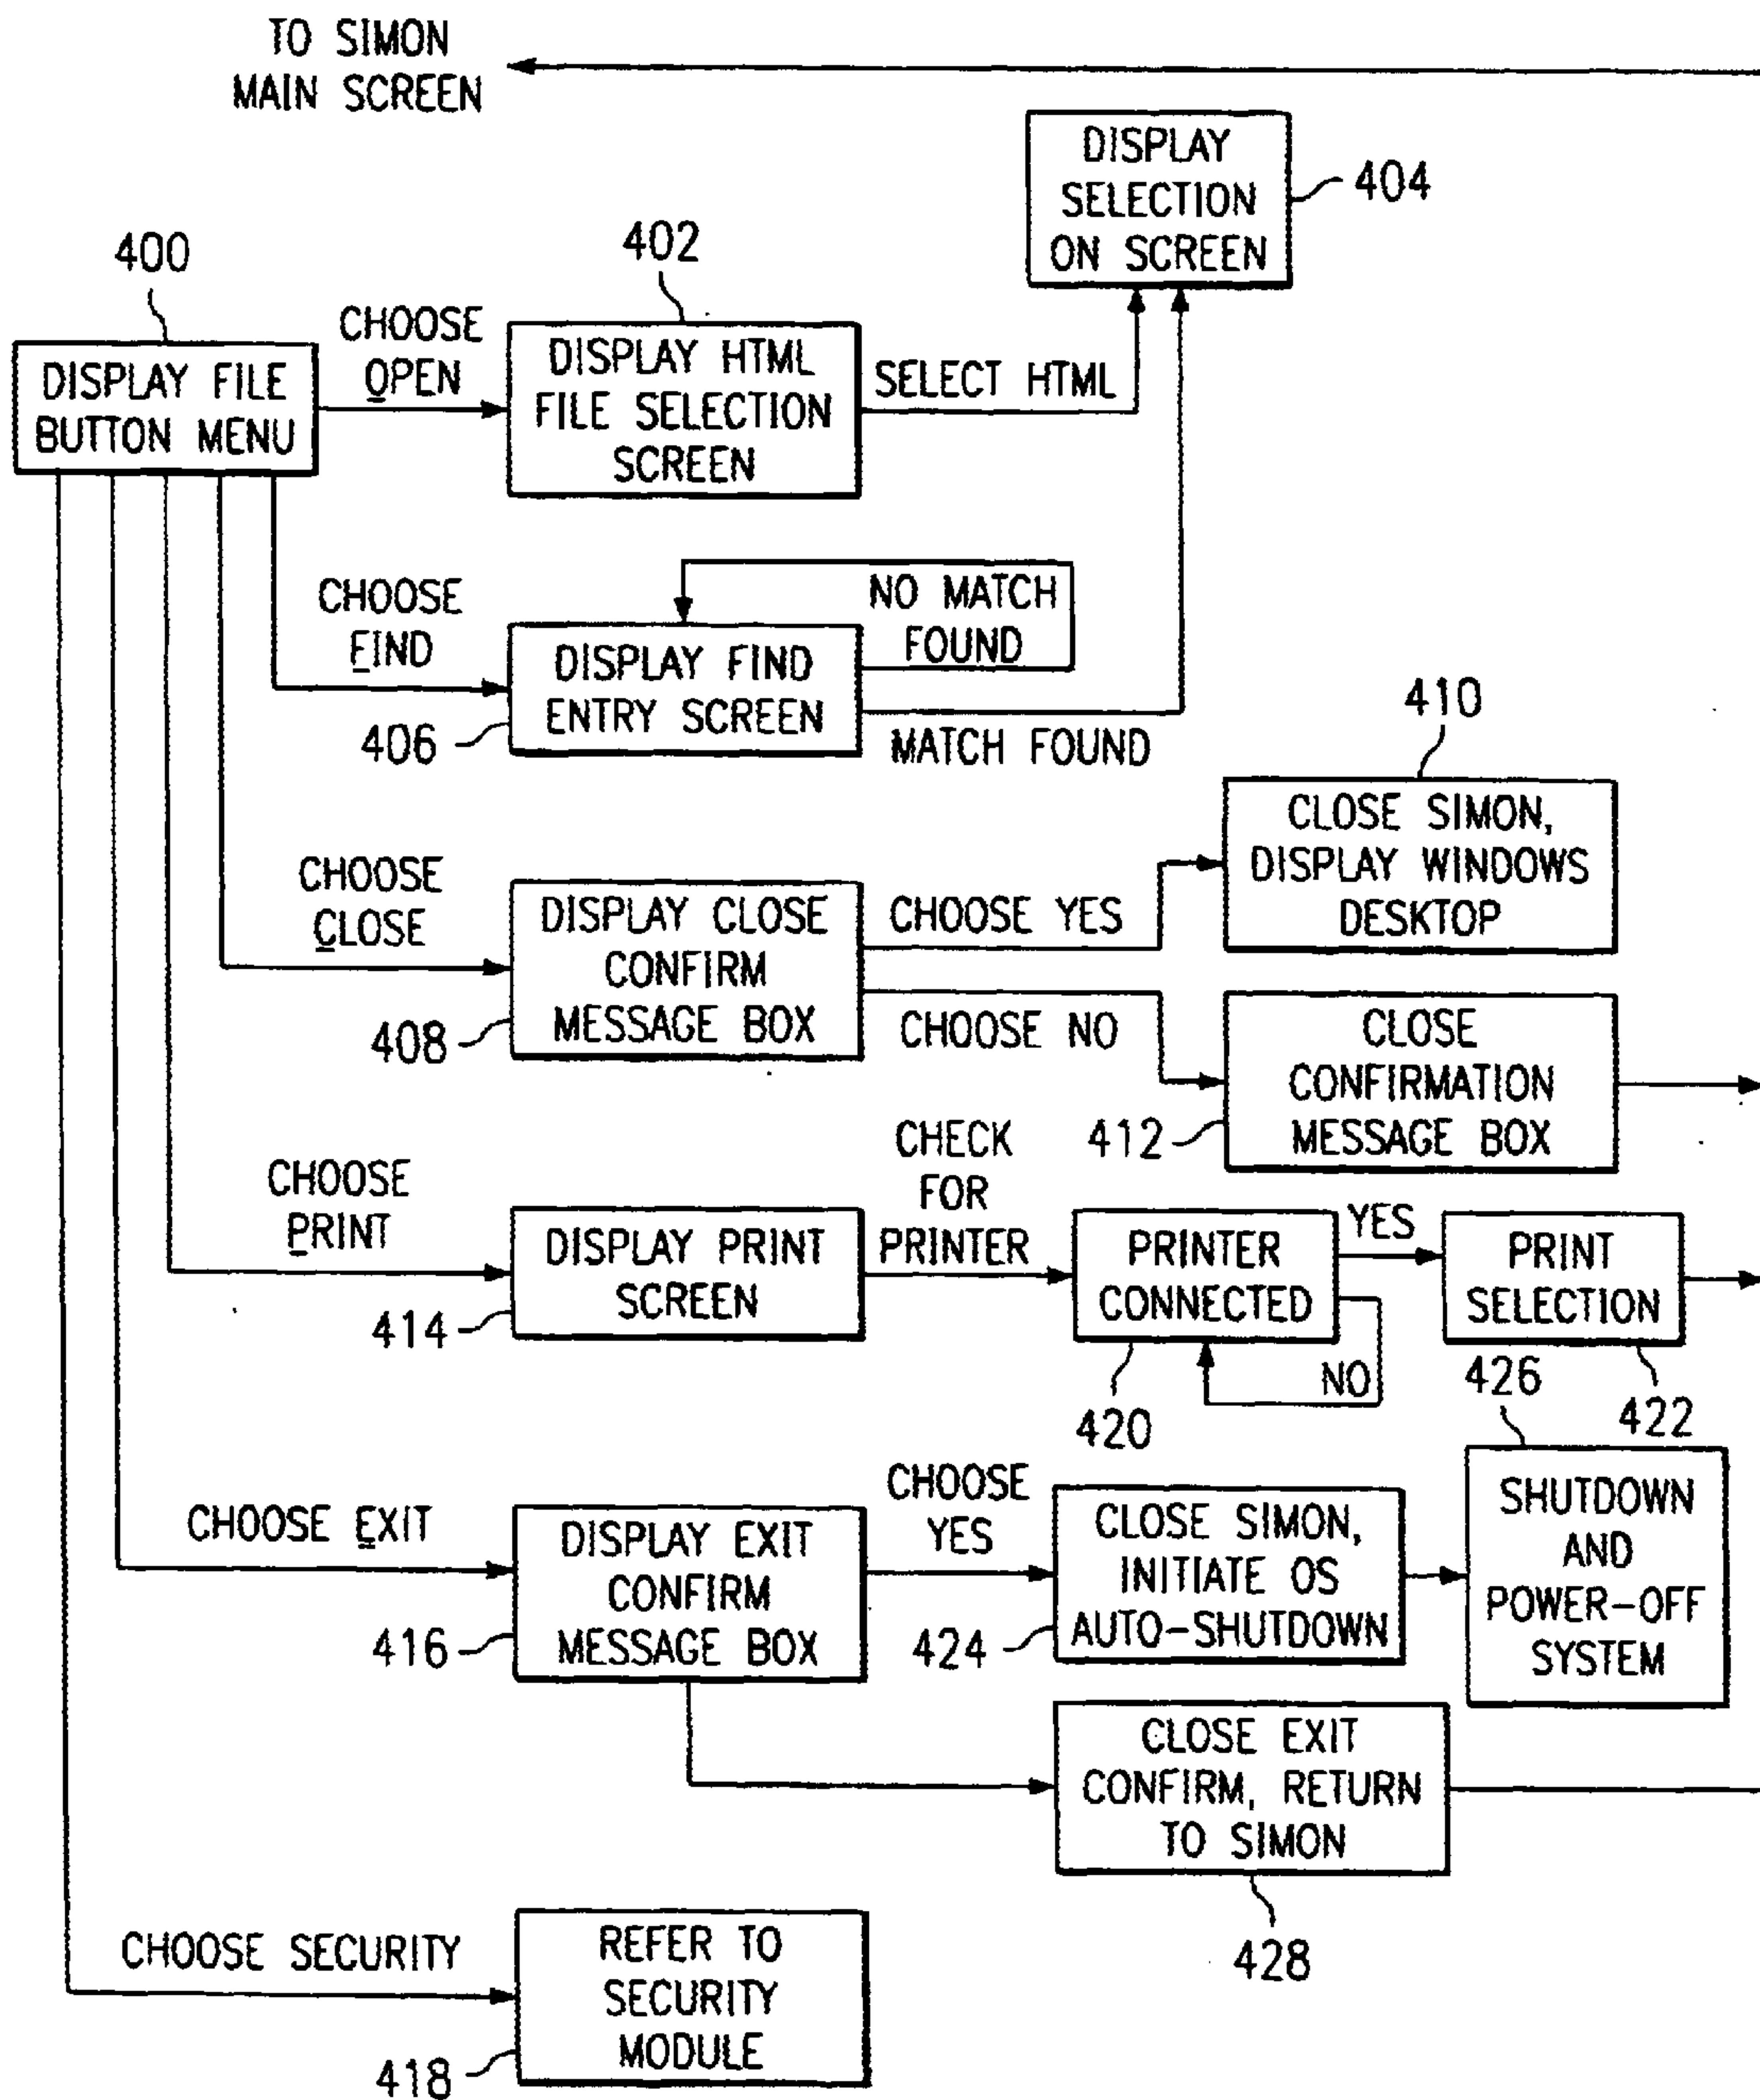 TO SIMON
MAIN SCREEN
DISPLAY
SELECTION
ON SCREEN
404
400
402
CHOOSE
OPEN
DISPLAY FILE
BUTTON MENU
DISPLAY HTML
FILE SELECTION
SCREEN
SELECT HTML
CHOOSE
FIND
NO MATCH
FOUND
DISPLAY FIND
ENTRY SCREEN
406
MATCH FOUND
410
CLOSE SIMON,
DISPLAY WINDOWS
DESKTOP
CHOOSE
CLOSE
DISPLAY CLOSE
CONFIRM
MESSAGE BOX
408
CHOOSE YES
CHOOSE NO
CLOSE
CONFIRMATION
MESSAGE BOX
412
CHOOSE
PRINT
DISPLAY PRINT
SCREEN
414
CHECK
FOR
PRINTER
PRINTER
CONNECTED
420
YES
NO
PRINT
SELECTION
422
426
CHOOSE EXIT
DISPLAY EXIT
CONFIRM
MESSAGE BOX
416
CHOOSE
YES
CLOSE SIMON,
INITIATE OS
AUTO-SHUTDOWN
424
SHUTDOWN
AND
POWER-OFF
SYSTEM
CLOSE EXIT
CONFIRM, RETURN
TO SIMON
428
CHOOSE SECURITY
REFER TO
SECURITY
MODULE
418